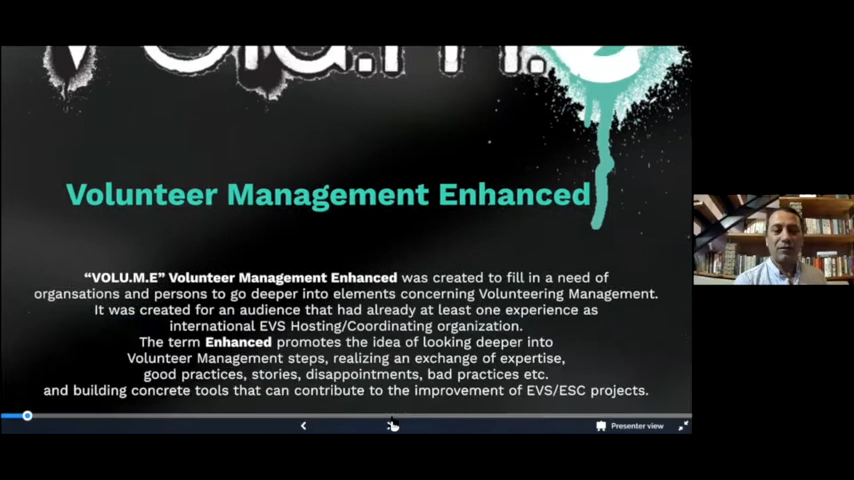 Volunteer Management Enhanced
“VOLU.M.E” Volunteer Management Enhanced was created to fill in a need of
organsations and persons to go deeper into elements concerning Volunteering Management.
It was created for an audience that had already at least one experience as
international EVS Hosting/Coordinating organization.
The term Enhanced promotes the idea of looking deeper into
Volunteer Management steps, realizing an exchange of expertise,
good practices, stories, disappointments, bad practices etc.
and building concrete tools that can contribute to the improvement of EVS/ESC projects.
Presenter view